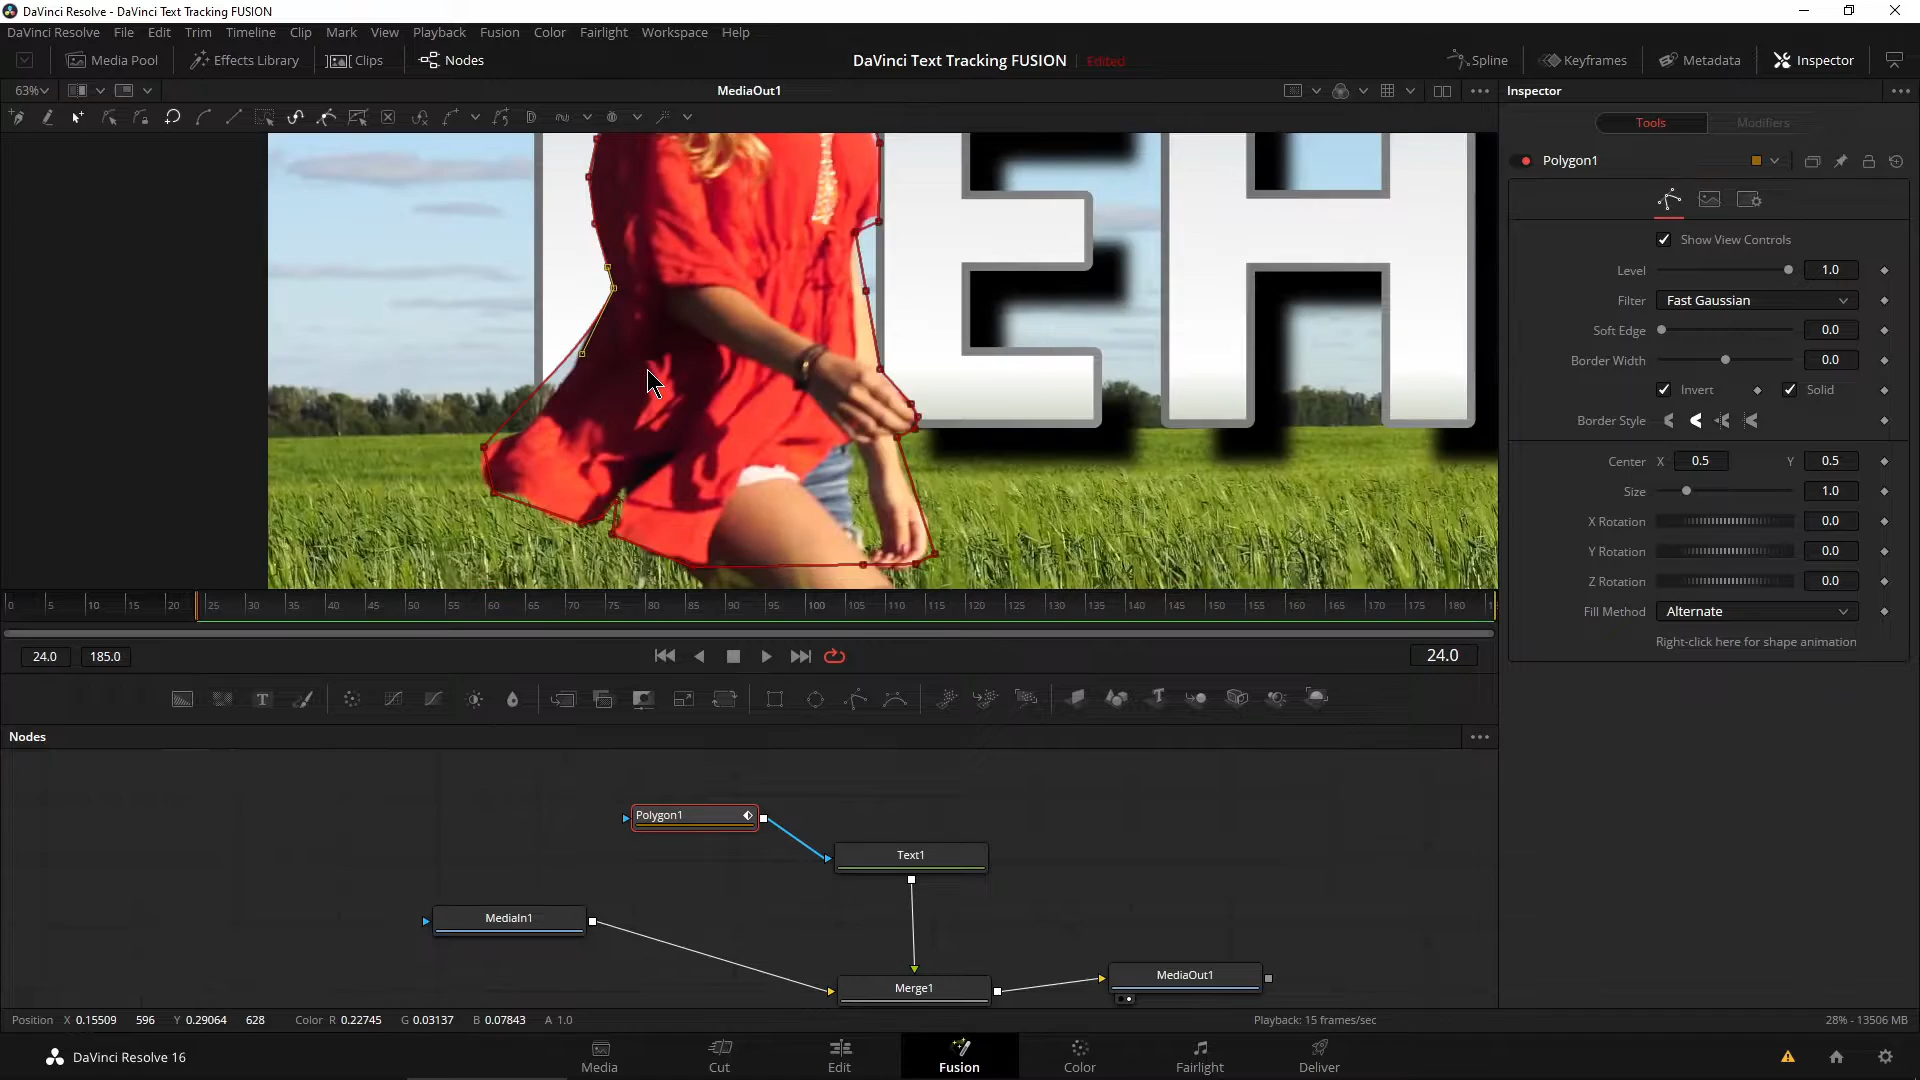 DaVinci Resolve - DaVinci Text Tracking FUSION
DaVinci Resolve File Edit Trim Timeline Clip Mark View Playback Fusion Color Fairlight Workspace Help
Media Pool Effects Library Clips Nodes DaVinci Text Tracking FUSION Edited Spline Keyframes Metadata Inspector
63% MediaOut1 Inspector
Tools Modifiers
Polygon1
EH
Show View Controls
Level 1.0
Filter Fast Gaussian
Soft Edge 0.0
Border Width 0.0
Invert Solid
Border Style
Center X 0.5 Y 0.5
Size 1.0
X Rotation 0.0
Y Rotation 0.0
Z Rotation 0.0
Fill Method Alternate
Right-click here for shape animation
0 5 10 15 20 25 30 35 40 45 50 55 60 65 70 75 80 85 90 95 100 105 110 115 120 125 130 135 140 145 150 155 160 165 170 175 180
24.0 185.0 24.0
Nodes
Polygon1
Text1
MediaIn1
Merge1
MediaOut1
Position X 0.15509 596 Y 0.29064 628 Color R 0.22745 G 0.03137 B 0.07843 A 1.0 Playback: 15 frames/sec 28% - 13506 MB
DaVinci Resolve 16 Media Cut Edit Fusion Color Fairlight Deliver